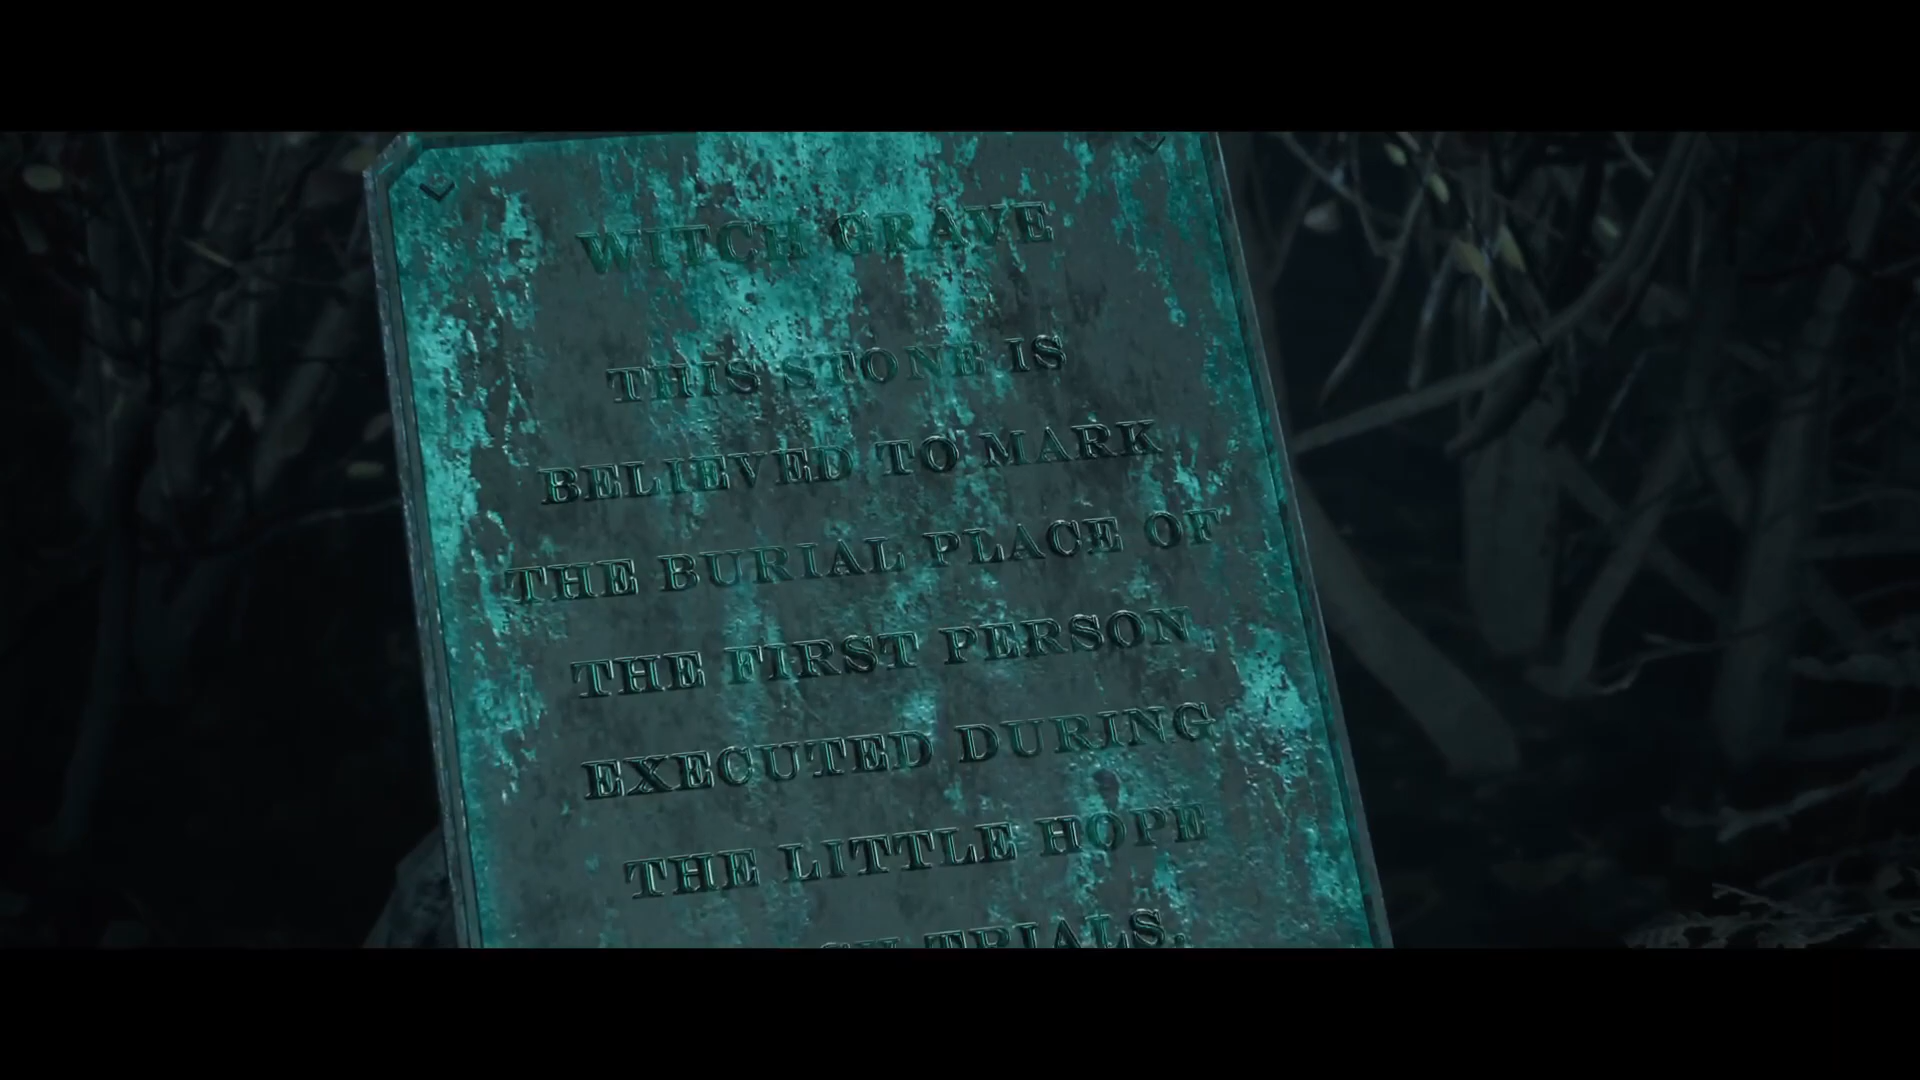 WITCH GRAVE
THIS STONE IS
BELIEVED TO MARK
THE BURIAL PLACE OF
THE FIRST PERSON
EXECUTED DURING
THE LITTLE HOPE
TRIALS.